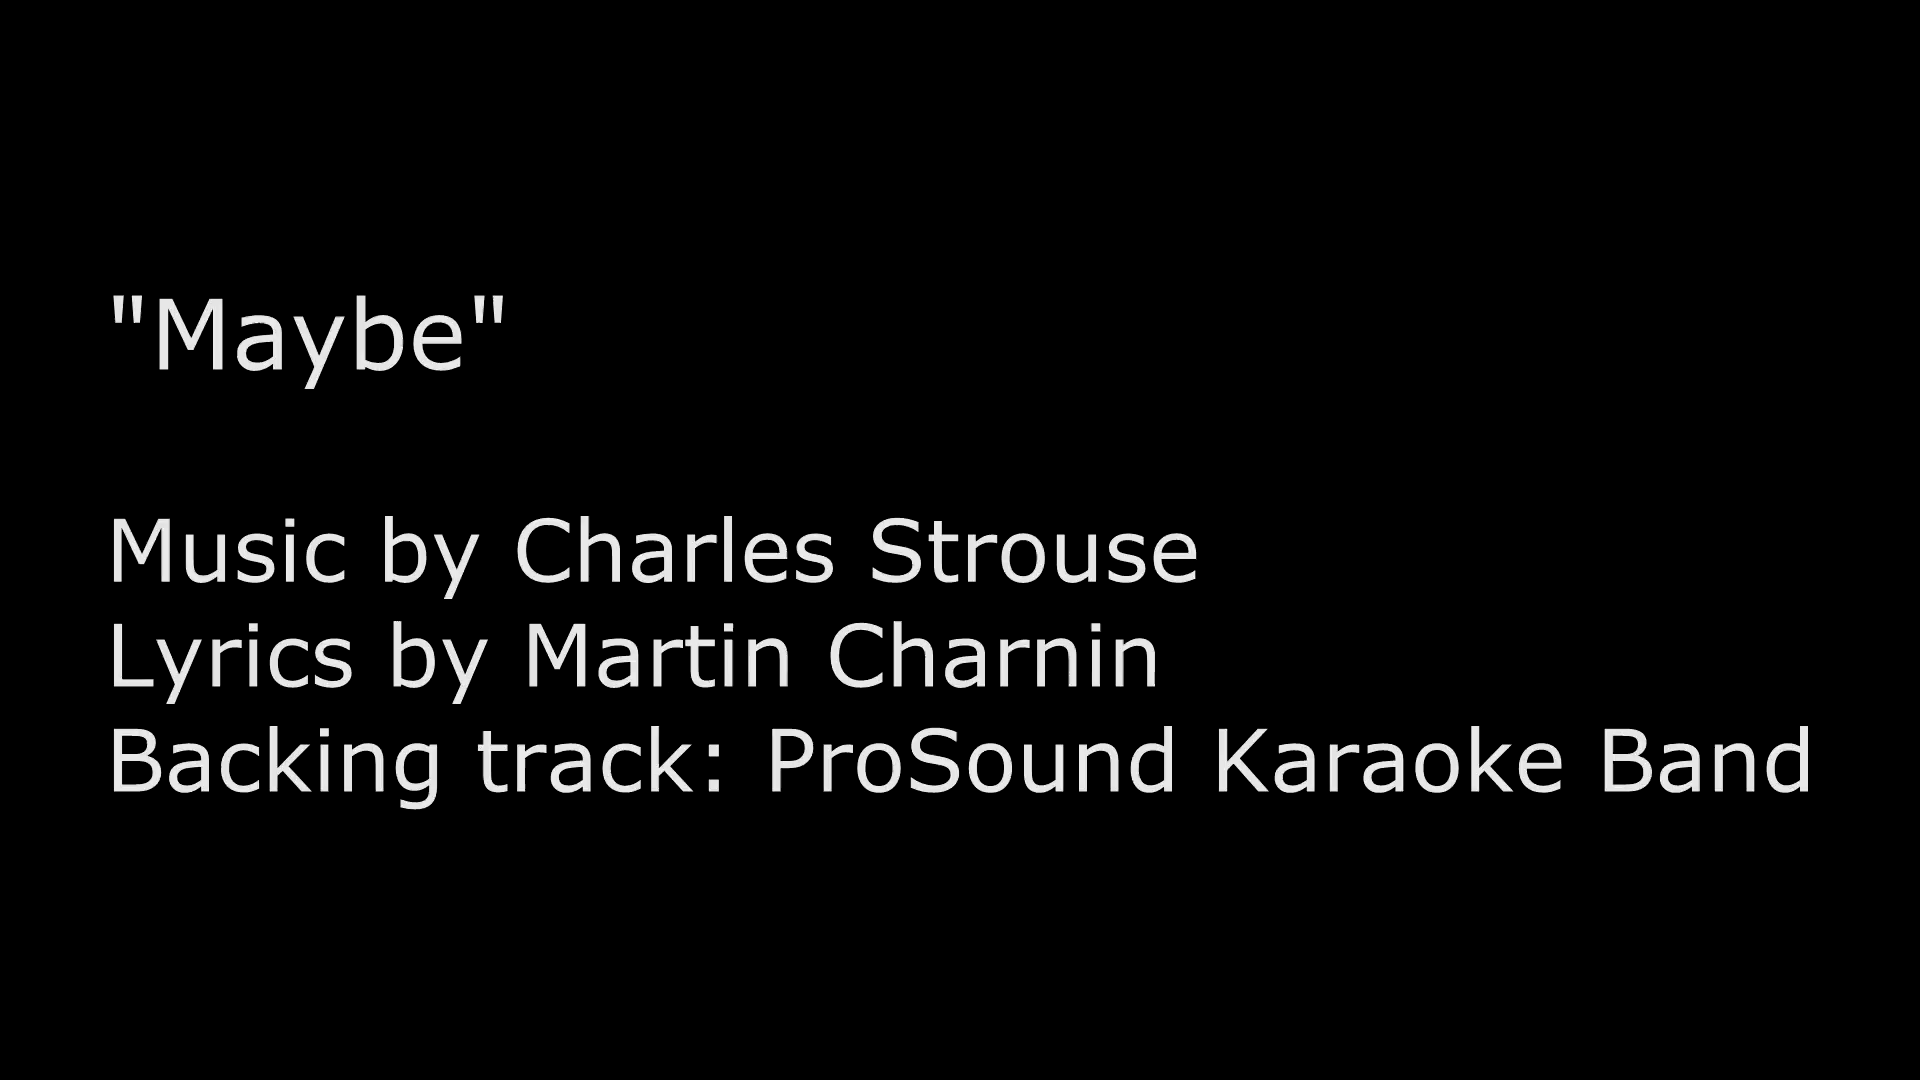 "Maybe"
Music by Charles Strouse
Lyrics by Martin Charnin
Backing track: ProSound Karaoke Band